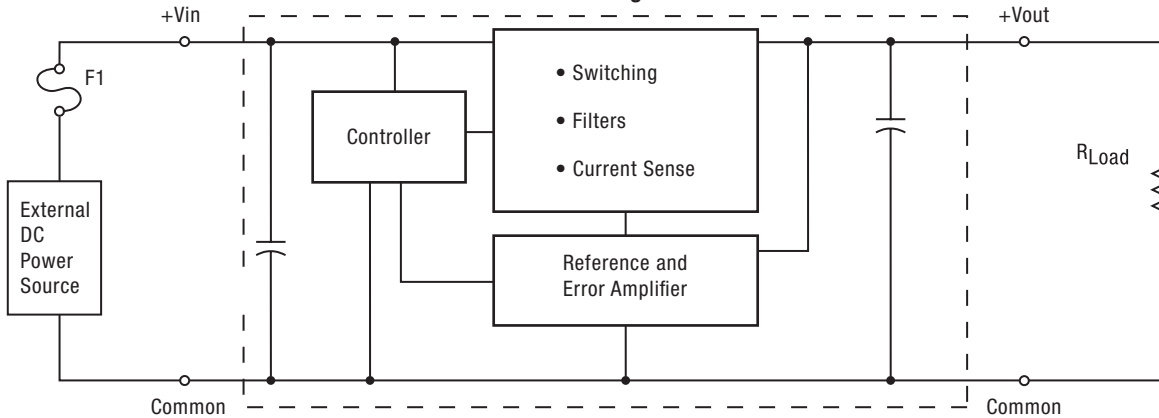 +Vin
+Vout
F1
• Switching
• Filters
• Current Sense
Controller
RLoad
External
DC
Power
Source
Reference and
Error Amplifier
Common
Common